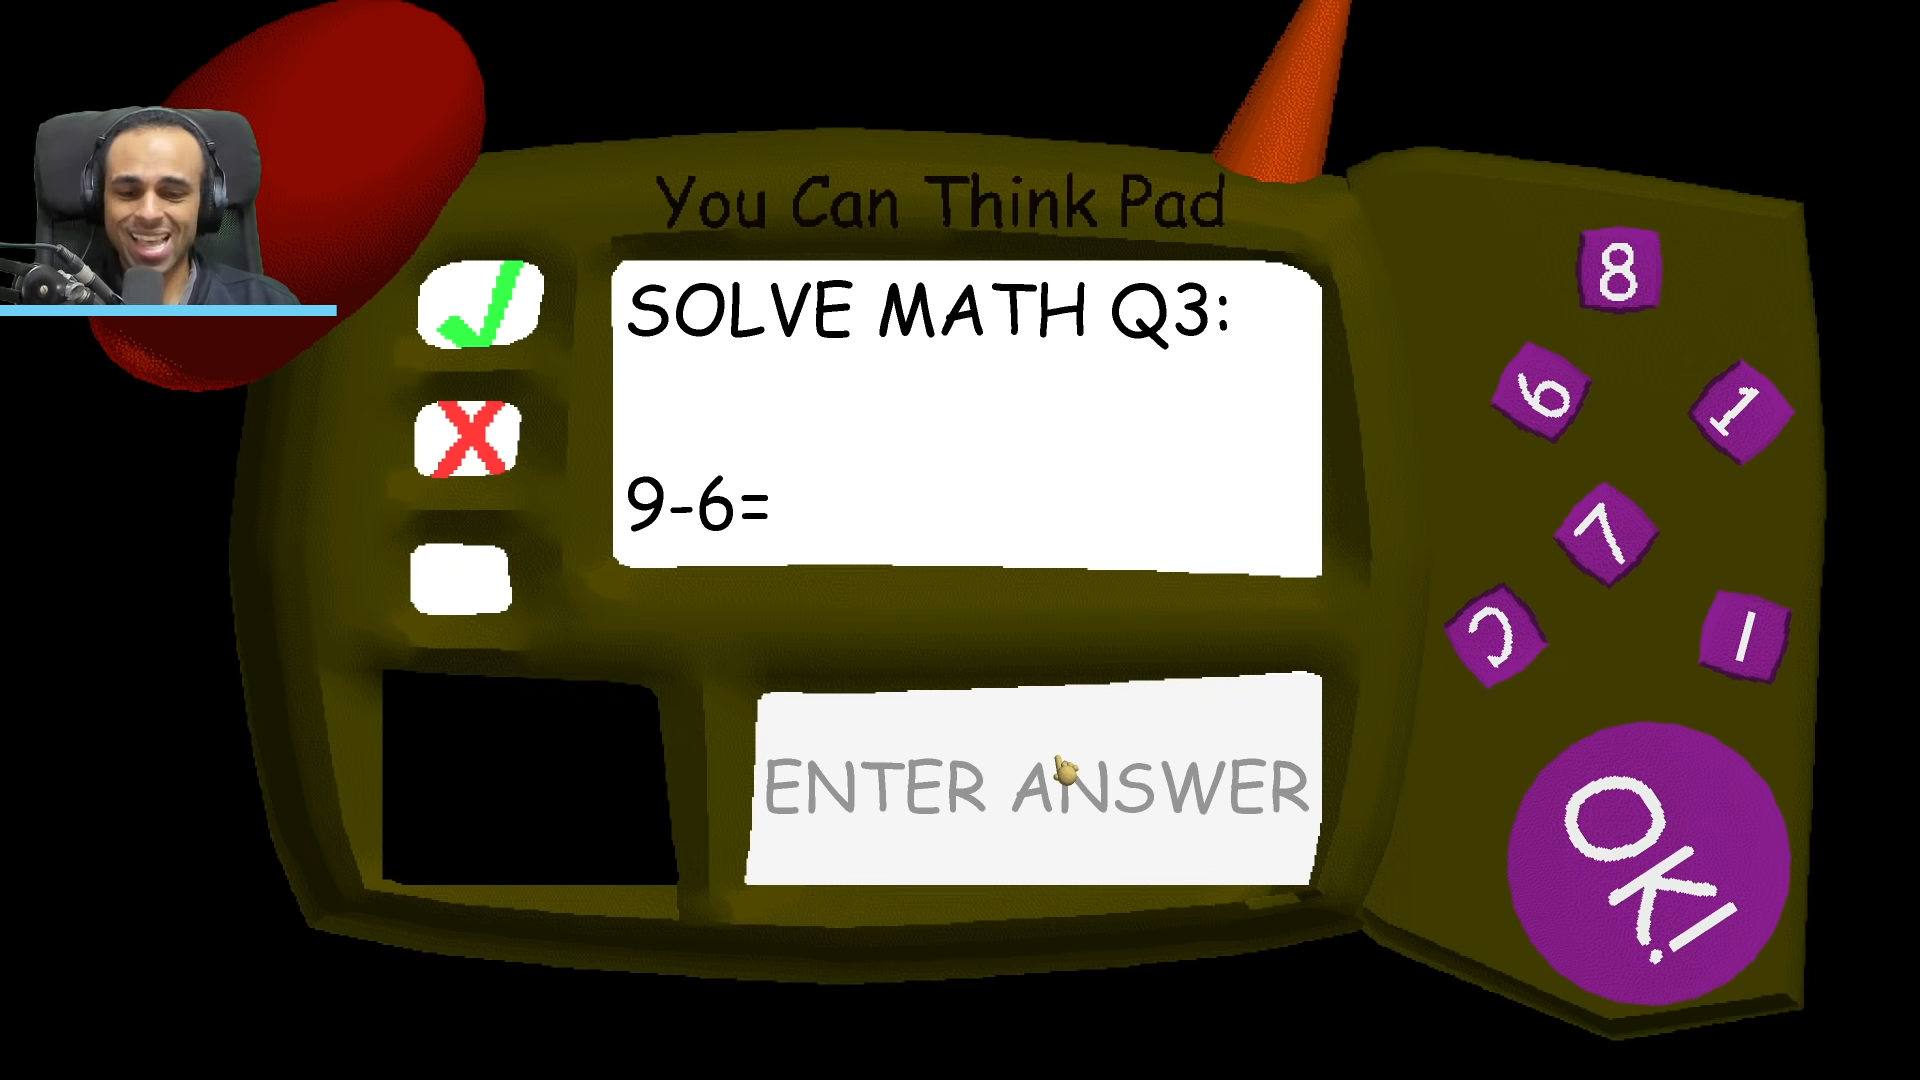 You Can Think Pad
SOLVE MATH Q3:
9-6=
ENTER ANSWER
8
6
1
7
C
-
OK!